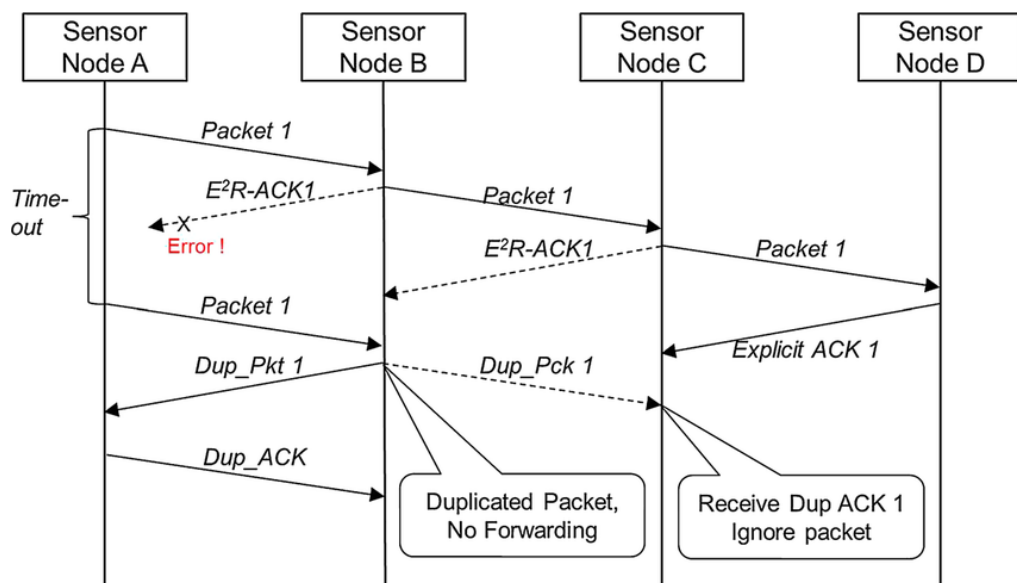 Sensor
Node A
Sensor
Node B
Sensor
Node C
Sensor
Node D
Packet 1
E²R-ACK1
Packet 1
Time-
out
X
Error !
E²R-ACK1
Packet 1
Packet 1
Explicit ACK 1
Dup_Pkt 1
Dup_Pck 1
Dup_ACK
Duplicated Packet,
No Forwarding
Receive Dup ACK 1
Ignore packet